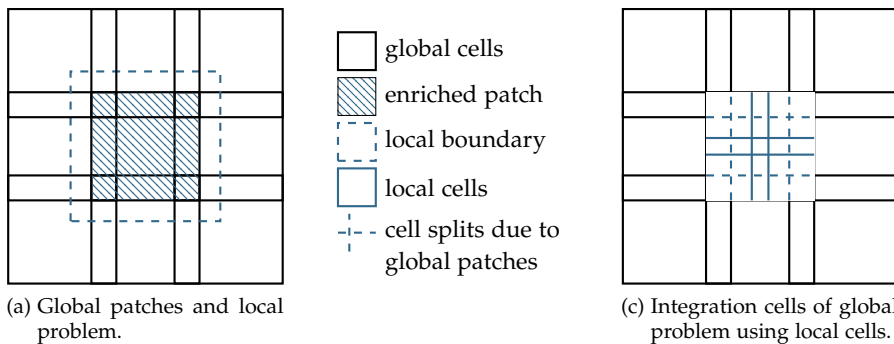 global cells
enriched patch
local boundary
local cells
cell splits due to
global patches
(a) Global patches and local
problem.
(c) Integration cells of global
problem using local cells.